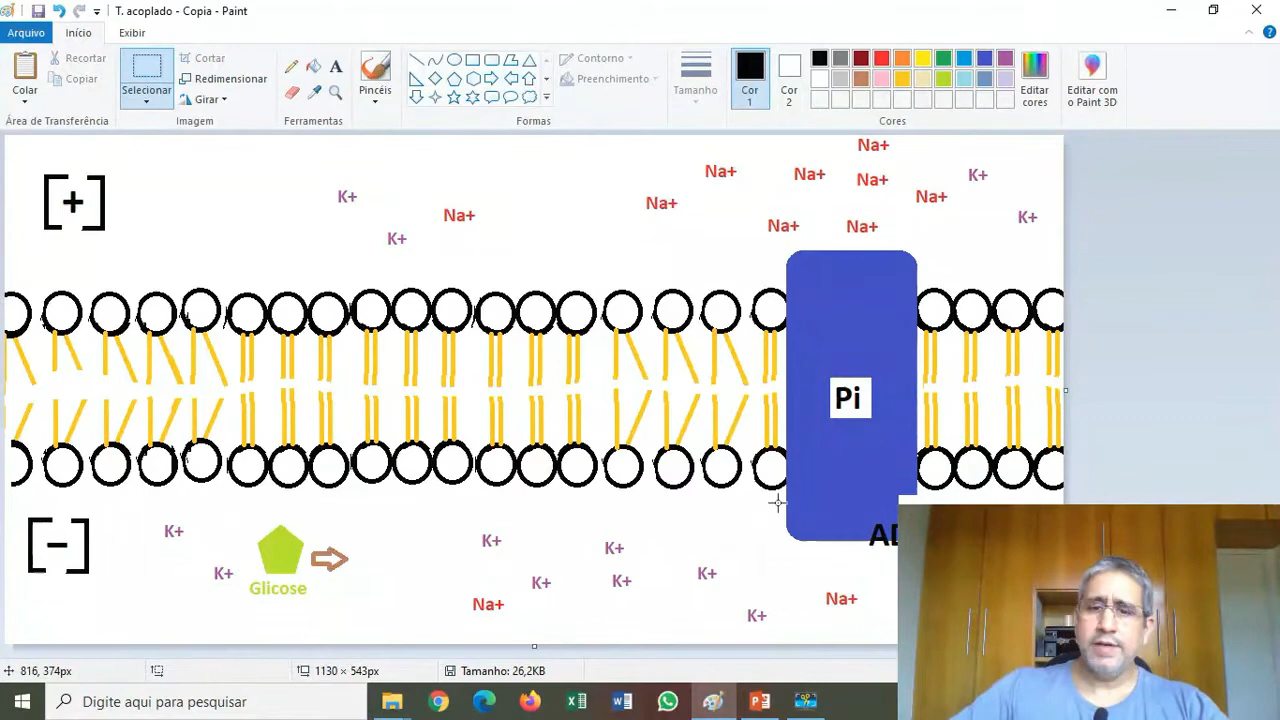 T. acoplado - Copia - Paint
Arquivo
Início
Exibir
Colar
Recortar
Copiar
Área de Transferência
Selecionar
Cortar
Redimensionar
Girar
Imagem
A
Ferramentas
Pincéis
Contorno
Preenchimento
Formas
Tamanho
Cor
1
Cor
2
Cores
Editar
cores
Editar com
o Paint 3D
[+]
K+
K+
Na+
Na+
Na+
Na+
Na+
Na+
Na+
Na+
Na+
K+
K+
Pi
[-]
K+
K+
Glicose
K+
K+
Na+
K+
K+
K+
K+
Na+
AD
816, 374px
1130 × 543px
Tamanho: 26,2KB
Digite aqui para pesquisar